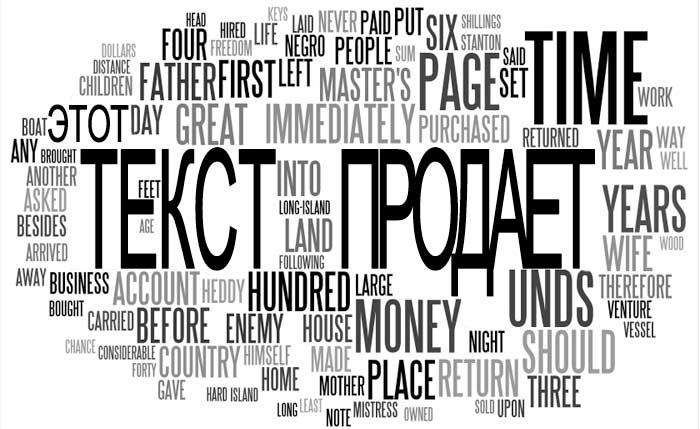 HEAD HIRED LIFE KEYS LAID NEVER PAID PUT SHILLINGS
FOUR FREEDOM NEGRO PEOPLE SUM SIX STANTON SAID TIME
DOLLARS DISTANCE CHILDREN FATHER FIRST LEFT MASTER'S PAGE SET WORK
BOAT ЭТОТ DAY GREAT IMMEDIATELY PURCHASED RETURNED YEAR WAY WELL
ANY BROUGHT
ТЕКСТ ПРОДАЕТ
ANOTHER ASKED FEET INTO YEARS
BESIDES AGE LONG-ISLAND LAND WIFE WOOD
ARRIVED FOLLOWING
AWAY BUSINESS ACCOUNT HEDDY HUNDRED LARGE UNDS THEREFORE
BOUGHT CARRIED BEFORE ENEMY HOUSE MONEY NIGHT VENTURE VESSEL
CHANCE CONSIDERABLE COUNTRY HIMSELF MADE SHOULD
FORTY GAVE HARD ISLAND HOME MOTHER PLACE RETURN THREE
LONG LEAST NOTE MISTRESS OWNED SOLD UPON